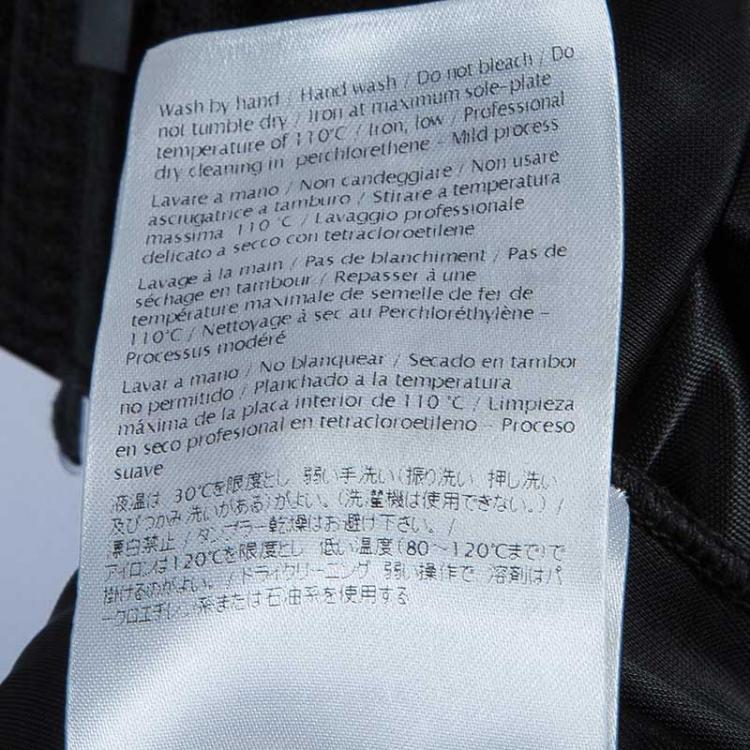 Wash by hand / Hand wash / Do not bleach / Do
not tumble dry / Iron at maximum sole-plate
temperature of 110°C / Iron, low / Professional
dry cleaning in perchlorethene - Mild process
Lavare a mano / Non candeggiare / Non usare
asciugatrice a tamburo / Stirare a temperatura
massima 110 °C / Lavaggio professionale
delicato a secco con tetracloroetilene
Lavage à la main / Pas de blanchiment / Pas de
séchage en tambour / Repasser à une
température maximale de semelle de fer de
110°C / Nettoyage à sec au Perchloréthylène –
Processus modéré
Lavar a mano / No blanquear / Secado en tambor
no permitido / Planchado a la temperatura
máxima de la placa interior de 110 °C / Limpieza
en seco profesional en tetracloroetileno – Proceso
suave
液温は 30℃を限度とし 弱い手洗い(振り洗い 押し洗い
及びつかみ洗いがある)がよい。(洗濯機は使用できない。) /
漂白禁止 / タンブラー乾燥はお避け下さい。 /
アイロンは120℃を限度とし 低い温度(80～120℃まで)で
掛けるのがよい。 / ドライクリーニング 弱い操作で 溶剤はパ
ークロエチレン系または石油系を使用する